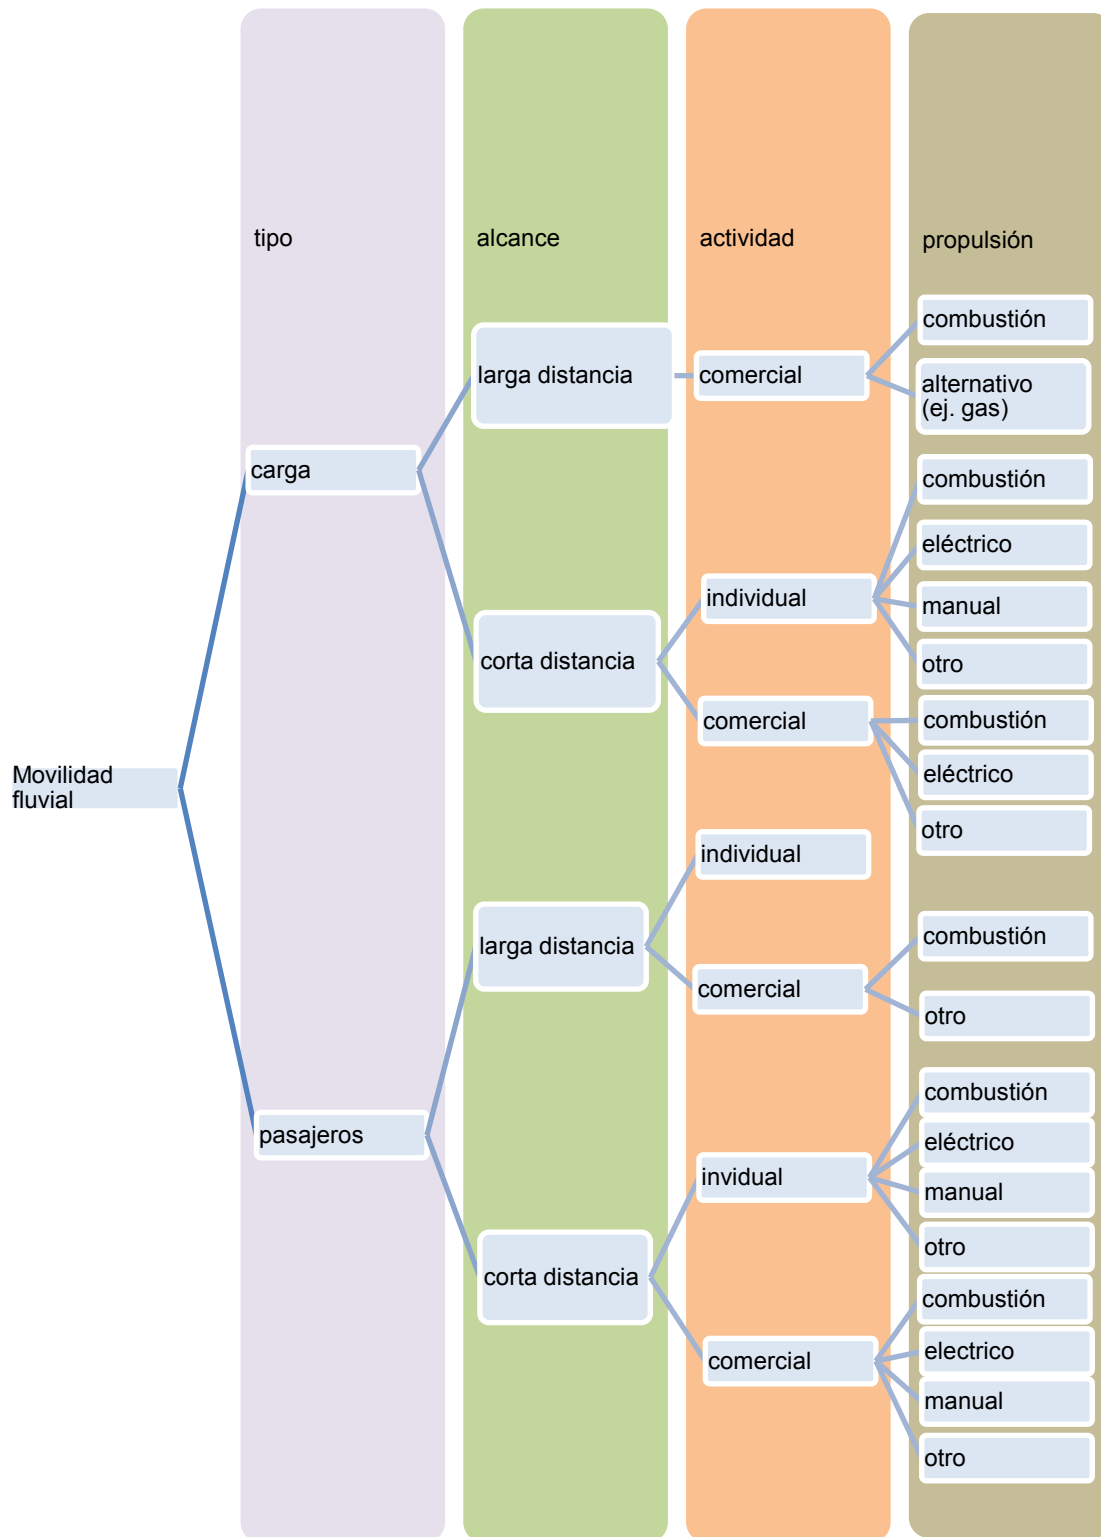 tipo
alcance
actividad
propulsión
combustión
larga distancia
comercial
alternativo
(ej. gas)
carga
combustión
eléctrico
individual
manual
corta distancia
otro
comercial
combustión
Movilidad
fluvial
eléctrico
otro
individual
larga distancia
combustión
comercial
otro
combustión
pasajeros
eléctrico
invidual
manual
otro
corta distancia
combustión
comercial
electrico
manual
otro